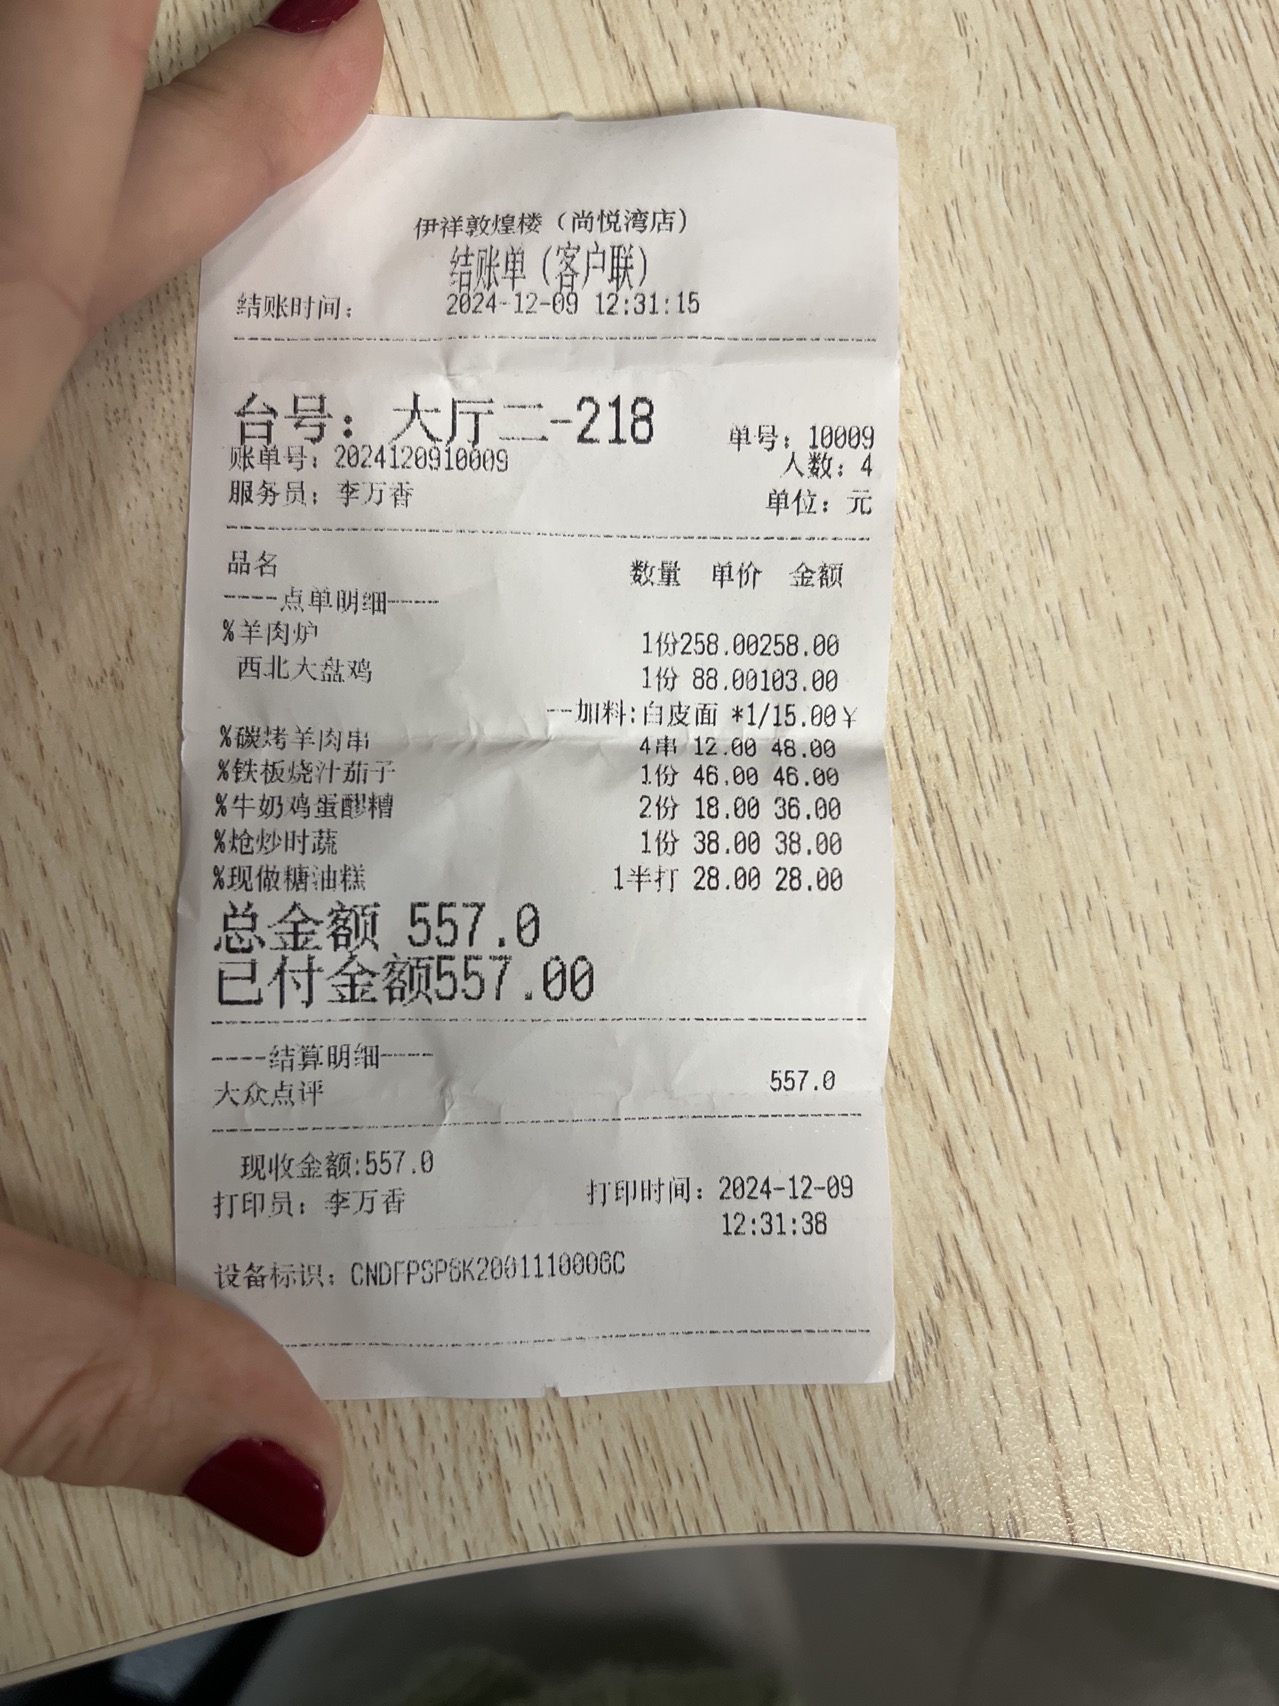 伊祥敦煌楼（尚悦湾店）
结账单（客户联）
结账时间： 2024-12-09 12:31:15
台号：大厅二-218 单号：10009
账单号：2024120910009 人数：4
服务员：李万香 单位：元
品名 数量 单价 金额
----点单明细----
%羊肉炉 1份258.00258.00
西北大盘鸡 1份 88.00103.00
--加料:白皮面 *1/15.00¥
%碳烤羊肉串 4串 12.00 48.00
%铁板烧汁茄子 1份 46.00 46.00
%牛奶鸡蛋醪糟 2份 18.00 36.00
%炝炒时蔬 1份 38.00 38.00
%现做糖油糕 1半打 28.00 28.00
总金额 557.0
已付金额557.00
----结算明细----
大众点评 557.0
现收金额:557.0
打印员：李万香 打印时间：2024-12-09
12:31:38
设备标识：CNDFPSP6K2001110006C